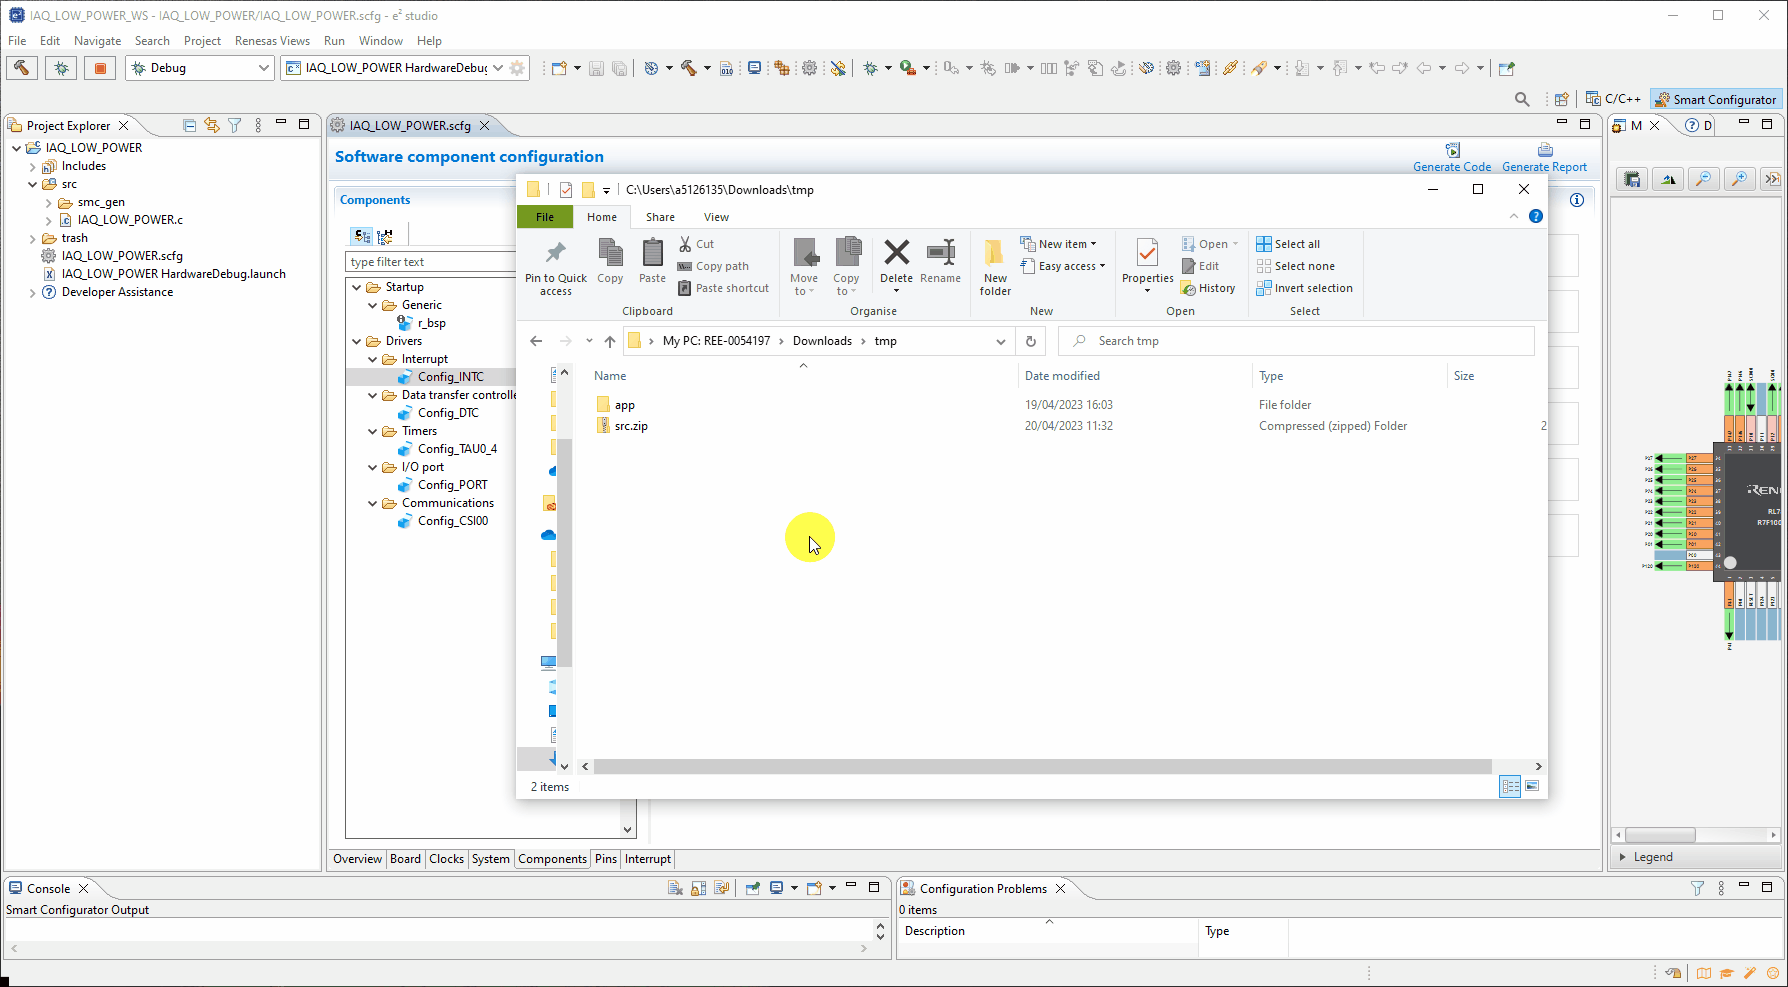 IAQ_LOW_POWER_WS - IAQ_LOW_POWER/IAQ_LOW_POWER.scfg - e² studio
File Edit Navigate Search Project Renesas Views Run Window Help
Debug
IAQ_LOW_POWER HardwareDebug
C/C++
Smart Configurator
Project Explorer
IAQ_LOW_POWER
Includes
src
smc_gen
IAQ_LOW_POWER.c
trash
IAQ_LOW_POWER.scfg
IAQ_LOW_POWER HardwareDebug.launch
Developer Assistance
IAQ_LOW_POWER.scfg
Software component configuration
Generate Code
Generate Report
Components
type filter text
Startup
Generic
r_bsp
Drivers
Interrupt
Config_INTC
Data transfer controlle
Config_DTC
Timers
Config_TAU0_4
I/O port
Config_PORT
Communications
Config_CSI00
C:\Users\a5126135\Downloads\tmp
File Home Share View
Pin to Quick access
Copy
Paste
Cut
Copy path
Paste shortcut
Clipboard
Move to
Copy to
Delete
Rename
Organise
New folder
New item
Easy access
New
Properties
Open
Edit
History
Open
Select all
Select none
Invert selection
Select
My PC: REE-0054197 > Downloads > tmp
Search tmp
Name Date modified Type Size
app 19/04/2023 16:03 File folder
src.zip 20/04/2023 11:32 Compressed (zipped) Folder 2
2 items
Overview Board Clocks System Components Pins Interrupt
M
D
Legend
Console
Smart Configurator Output
Configuration Problems
0 items
Description Type